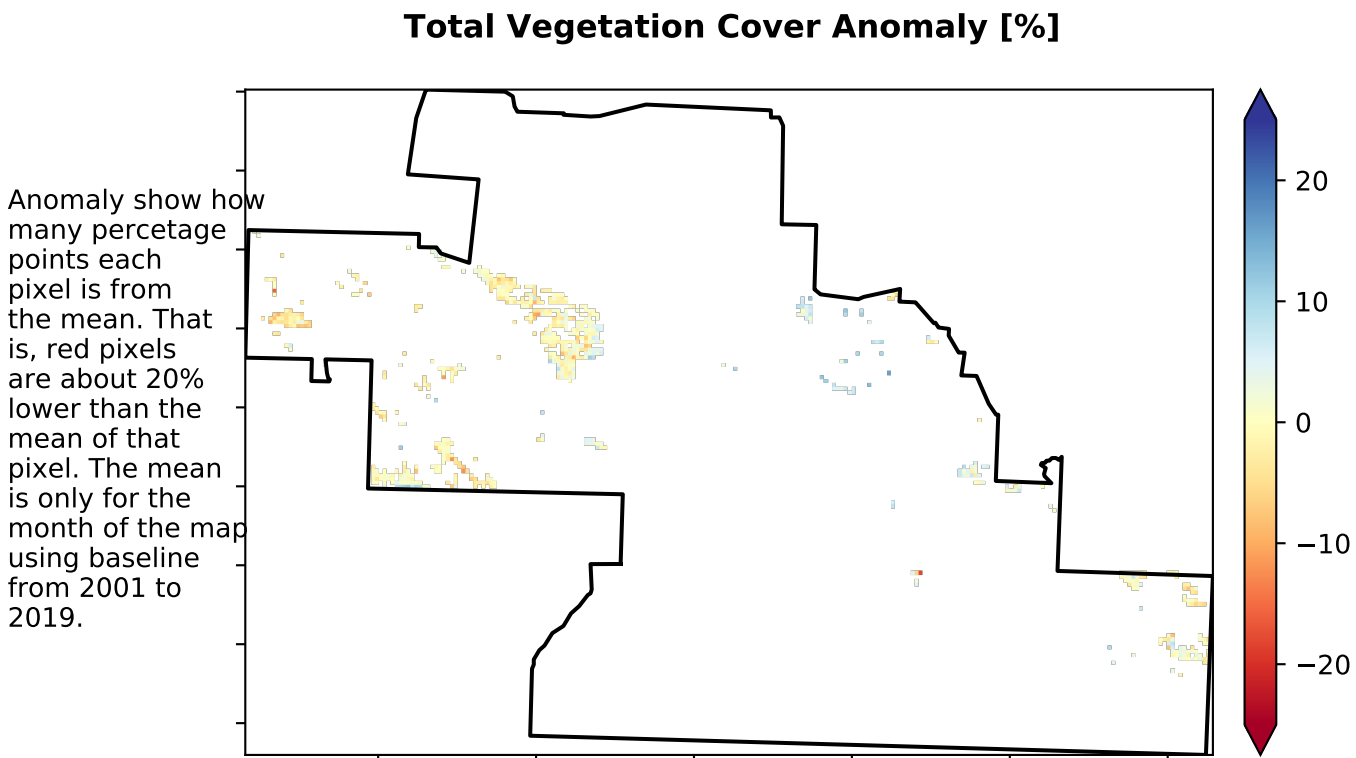 Total Vegetation Cover Anomaly [%]
Anomaly show how
many percetage
points each
pixel is from
the mean. That
is, red pixels
are about 20%
lower than the
mean of that
pixel. The mean
is only for the
month of the map
using baseline
from 2001 to
2019.
20
10
0
−10
−20